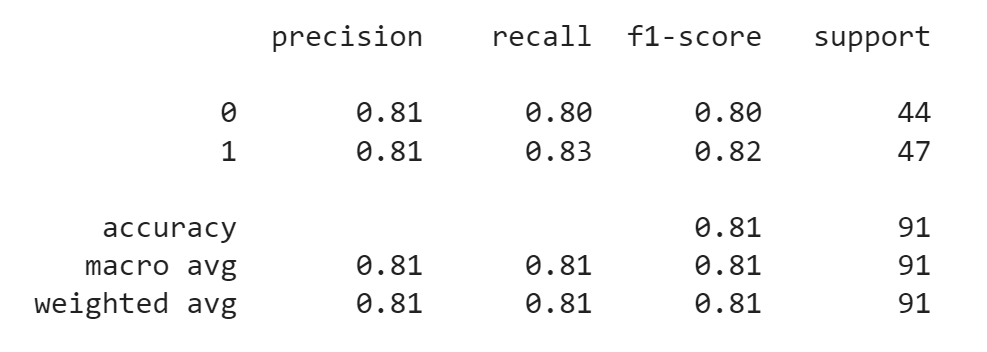 precision recall f1-score support
0 0.81 0.80 0.80 44
1 0.81 0.83 0.82 47
accuracy 0.81 91
macro avg 0.81 0.81 0.81 91
weighted avg 0.81 0.81 0.81 91